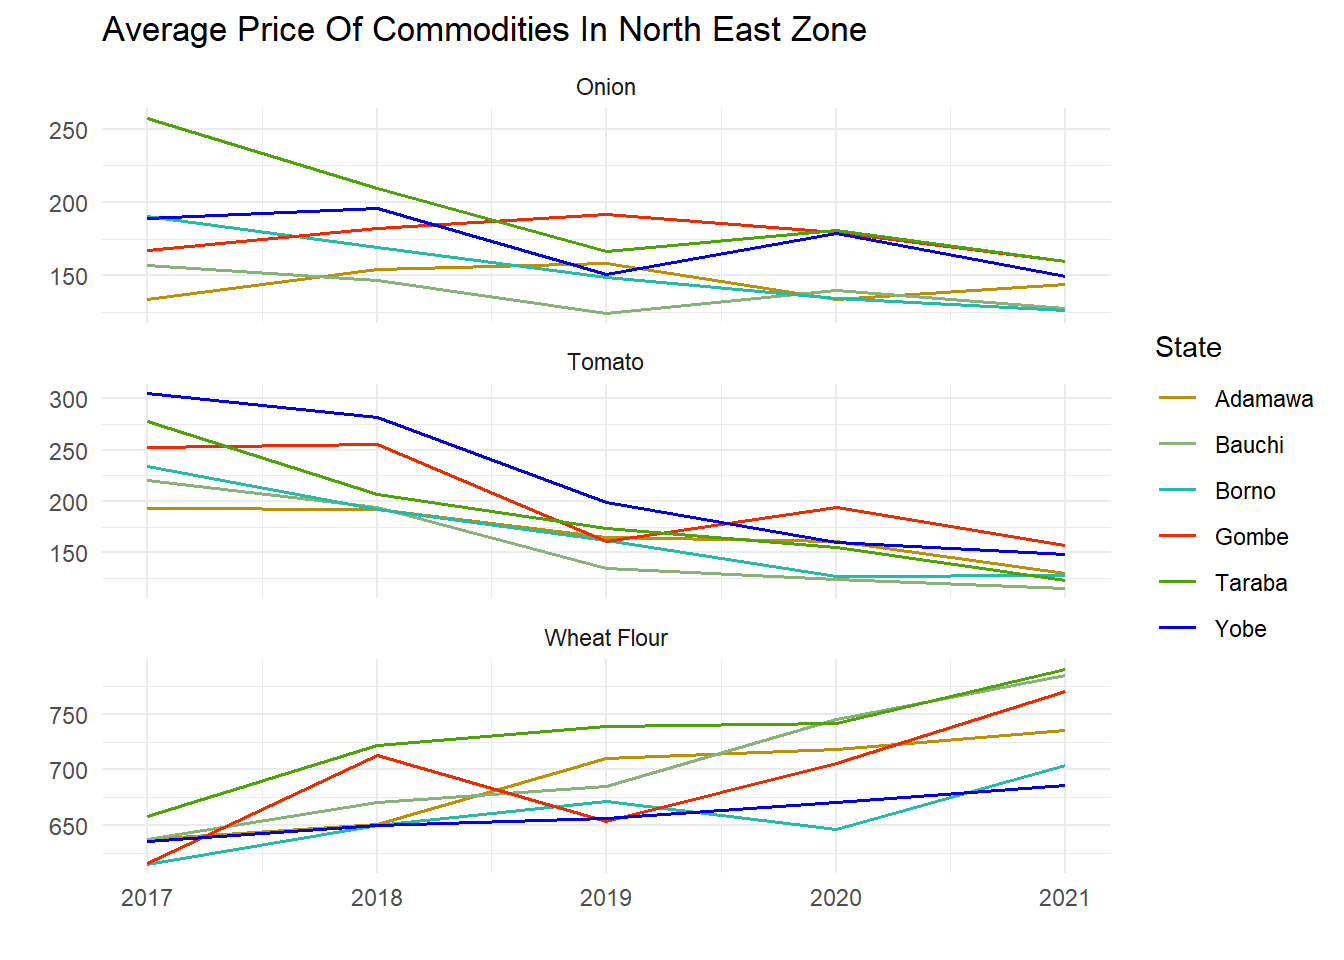 Average Price Of Commodities In North East Zone
Onion
250
200
150
Tomato
300
250
200
150
Wheat Flour
750
700
650
2017 2018 2019 2020 2021
State
Adamawa
Bauchi
Borno
Gombe
Taraba
Yobe